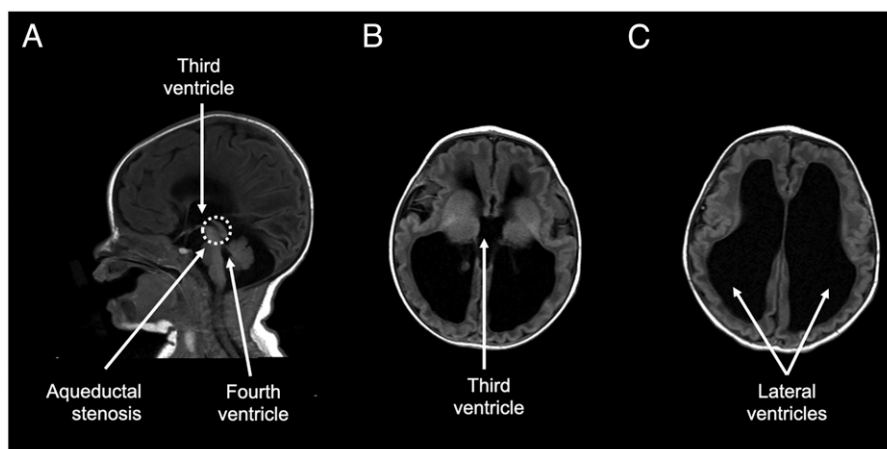 A
Third
ventricle
Aqueductal
stenosis
Fourth
ventricle
B
Third
ventricle
C
Lateral
ventricles